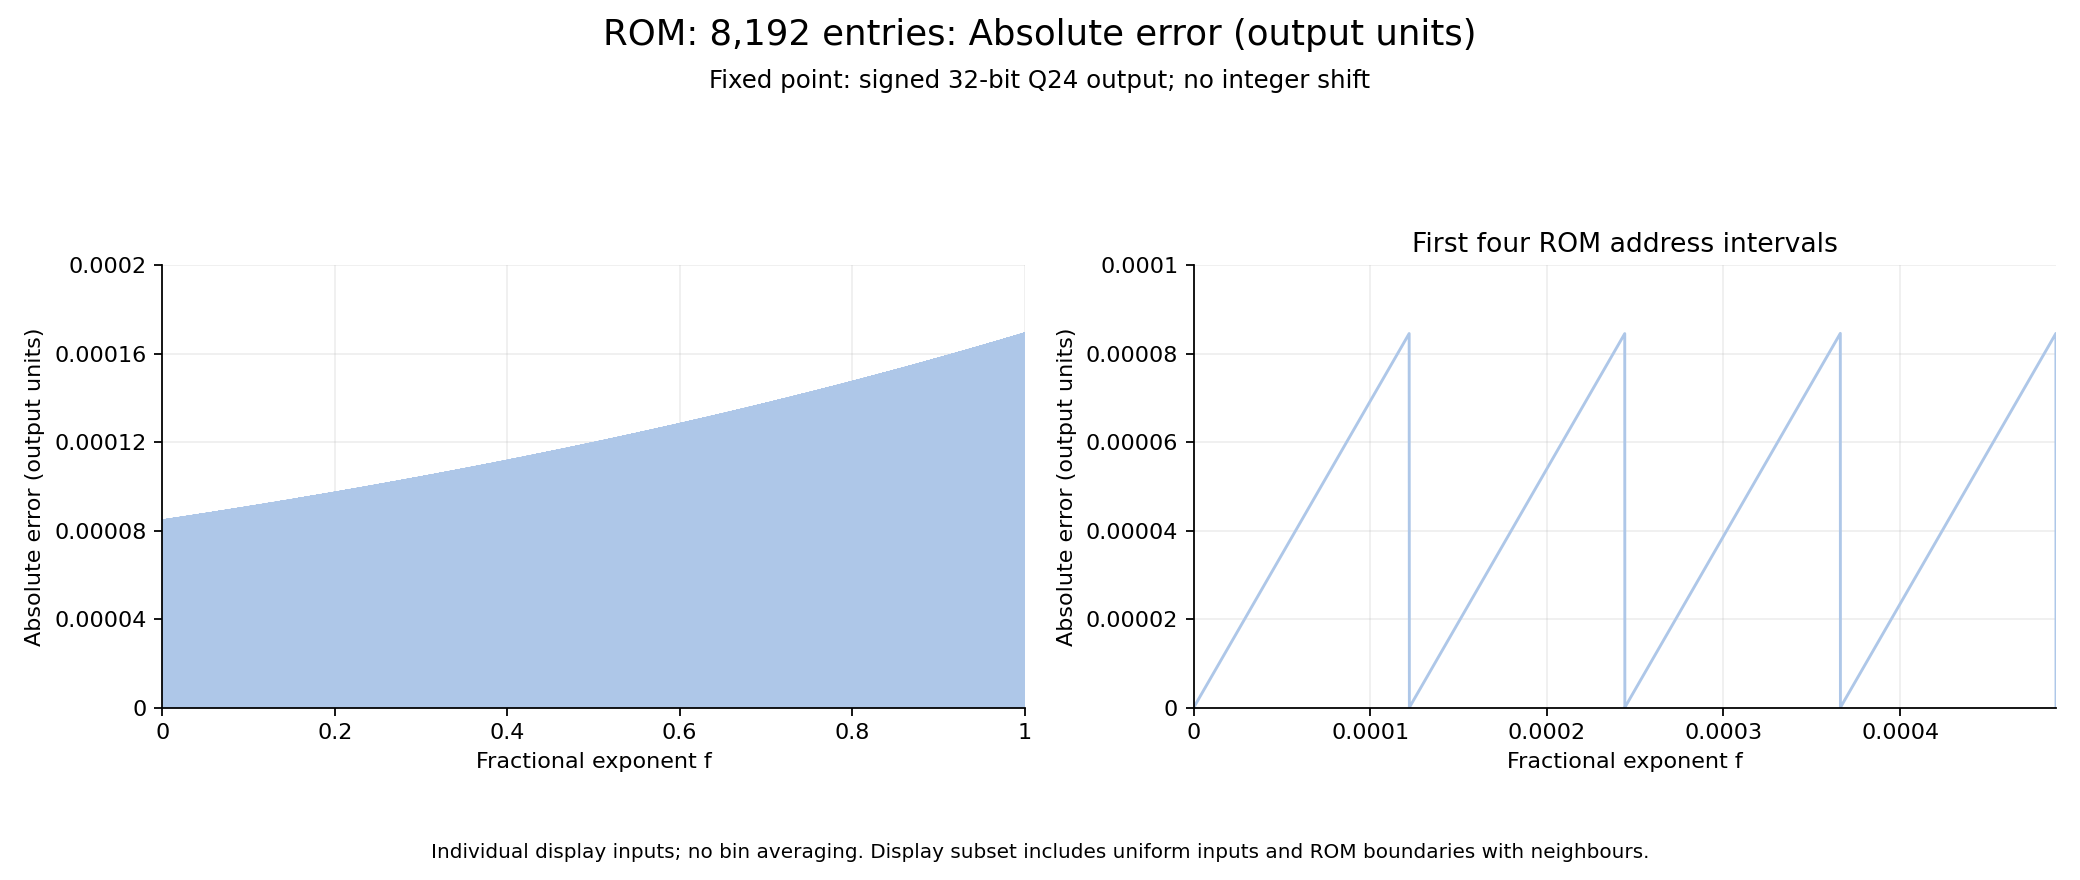 ROM: 8,192 entries: Absolute error (output units)
Fixed point: signed 32-bit Q24 output; no integer shift
0.0002
0.00016
0.00012
0.00008
0.00004
0
Absolute error (output units)
0
0.2
0.4
0.6
0.8
1
Fractional exponent f
First four ROM address intervals
0.0001
0.00008
0.00006
0.00004
0.00002
0
Absolute error (output units)
0
0.0001
0.0002
0.0003
0.0004
Fractional exponent f
Individual display inputs; no bin averaging. Display subset includes uniform inputs and ROM boundaries with neighbours.